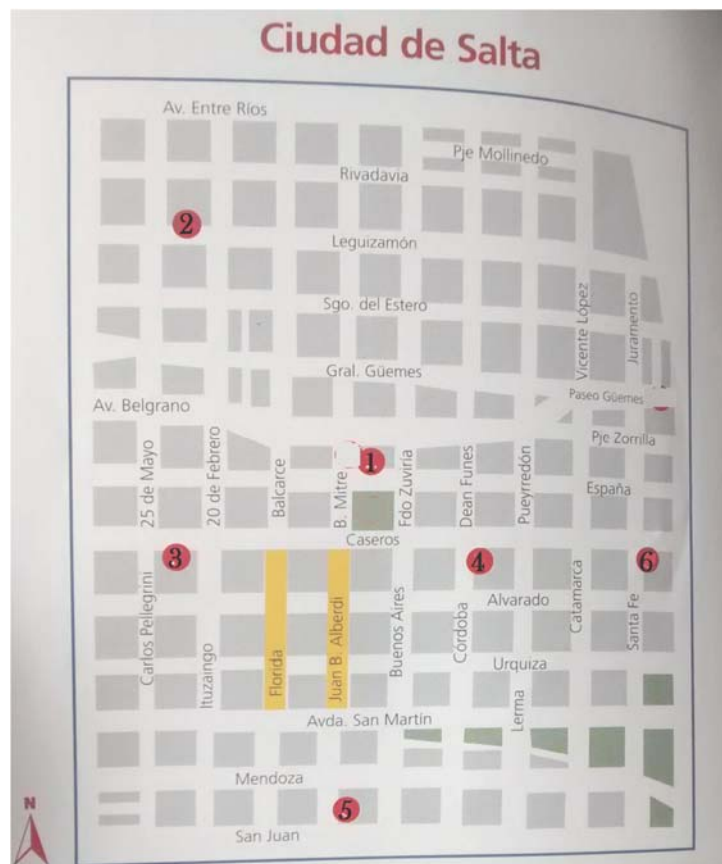 Ciudad de Salta
Av. Entre Ríos
Pje Mollinedo
Rivadavia
2
Leguizamón
Sgo. del Estero
Vicente López
Juramento
Gral. Güemes
Paseo Güemes
Av. Belgrano
Pje Zorrilla
25 de Mayo
20 de Febrero
Balcarce
B. Mitre
1
Fdo Zuviría
Dean Funes
Pueyrredón
España
Caseros
3
4
6
Carlos Pellegrini
Ituzaingo
Florida
Juan B. Alberdi
Buenos Aires
Córdoba
Alvarado
Catamarca
Santa Fe
Urquiza
Lerma
Avda. San Martín
Mendoza
5
San Juan
N